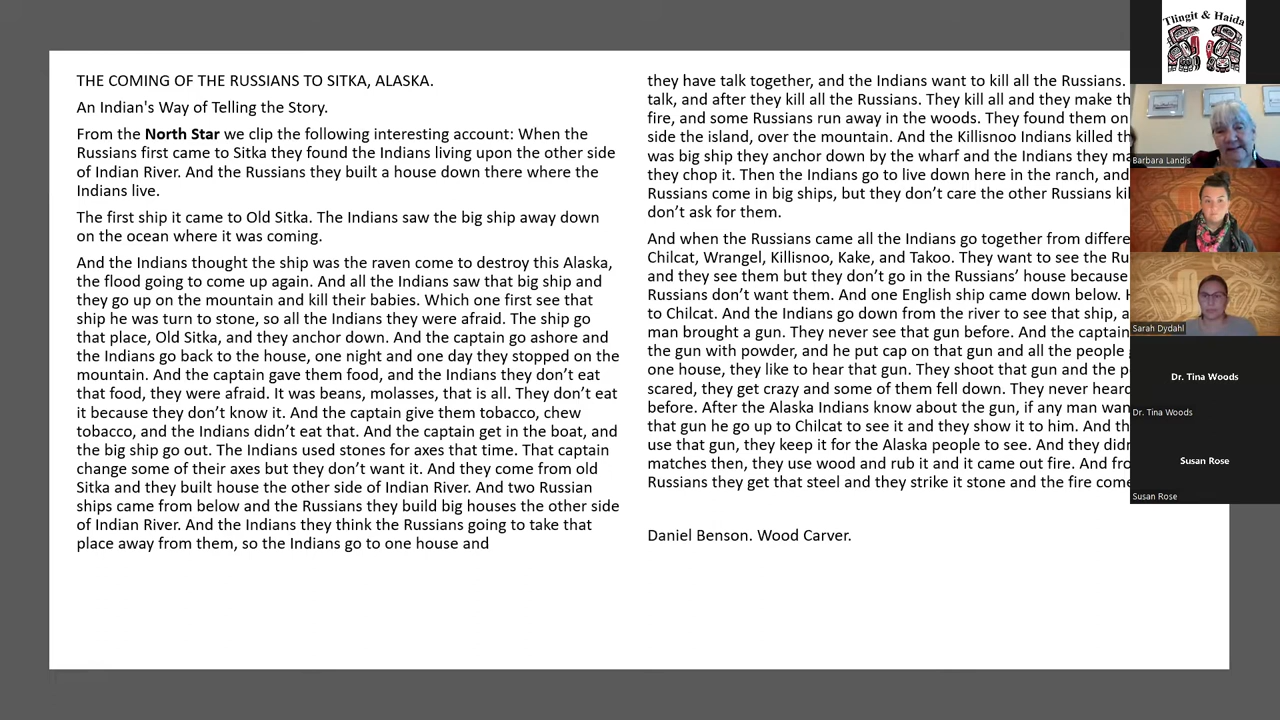 THE COMING OF THE RUSSIANS TO SITKA, ALASKA.
An Indian's Way of Telling the Story.
From the North Star we clip the following interesting account: When the
Russians first came to Sitka they found the Indians living upon the other side
of Indian River. And the Russians they built a house down there where the
Indians live.
The first ship it came to Old Sitka. The Indians saw the big ship away down
on the ocean where it was coming.
And the Indians thought the ship was the raven come to destroy this Alaska,
the flood going to come up again. And all the Indians saw that big ship and
they go up on the mountain and kill their babies. Which one first see that
ship he was turn to stone, so all the Indians they were afraid. The ship go
that place, Old Sitka, and they anchor down. And the captain go ashore and
the Indians go back to the house, one night and one day they stopped on the
mountain. And the captain gave them food, and the Indians they don't eat
that food, they were afraid. It was beans, molasses, that is all. They don't eat
it because they don't know it. And the captain give them tobacco, chew
tobacco, and the Indians didn't eat that. And the captain get in the boat, and
the big ship go out. The Indians used stones for axes that time. That captain
change some of their axes but they don't want it. And they come from old
Sitka and they built house the other side of Indian River. And two Russian
ships came from below and the Russians they build big houses the other side
of Indian River. And the Indians they think the Russians going to take that
place away from them, so the Indians go to one house and
they have talk together, and the Indians want to kill all the Russians.
talk, and after they kill all the Russians. They kill all and they make th
fire, and some Russians run away in the woods. They found them on
side the island, over the mountain. And the Killisnoo Indians killed th
was big ship they anchor down by the wharf and the Indians they ma
they chop it. Then the Indians go to live down here in the ranch, and
Russians come in big ships, but they don't care the other Russians kil
don't ask for them.
And when the Russians came all the Indians go together from differe
Chilcat, Wrangel, Killisnoo, Kake, and Takoo. They want to see the Ru
and they see them but they don't go in the Russians' house because
Russians don't want them. And one English ship came down below. H
to Chilcat. And the Indians go down from the river to see that ship, a
man brought a gun. They never see that gun before. And the captain
the gun with powder, and he put cap on that gun and all the people
one house, they like to hear that gun. They shoot that gun and the p
scared, they get crazy and some of them fell down. They never heard
before. After the Alaska Indians know about the gun, if any man wan
that gun he go up to Chilcat to see it and they show it to him. And th
use that gun, they keep it for the Alaska people to see. And they didn
matches then, they use wood and rub it and it came out fire. And fro
Russians they get that steel and they strike it stone and the fire come
Daniel Benson. Wood Carver.
Tlingit & Haida
Barbara Landis
Sarah Dydahl
Dr. Tina Woods
Dr. Tina Woods
Susan Rose
Susan Rose